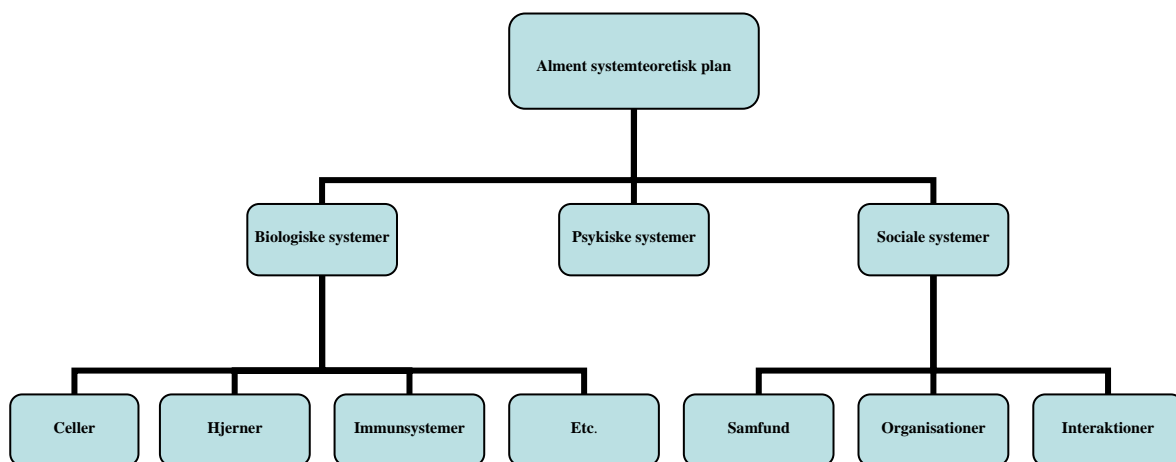 Alment systemteoretisk plan
Biologiske systemer
Psykiske systemer
Sociale systemer
Celler
Hjerner
Immunsystemer
Etc.
Samfund
Organisationer
Interaktioner